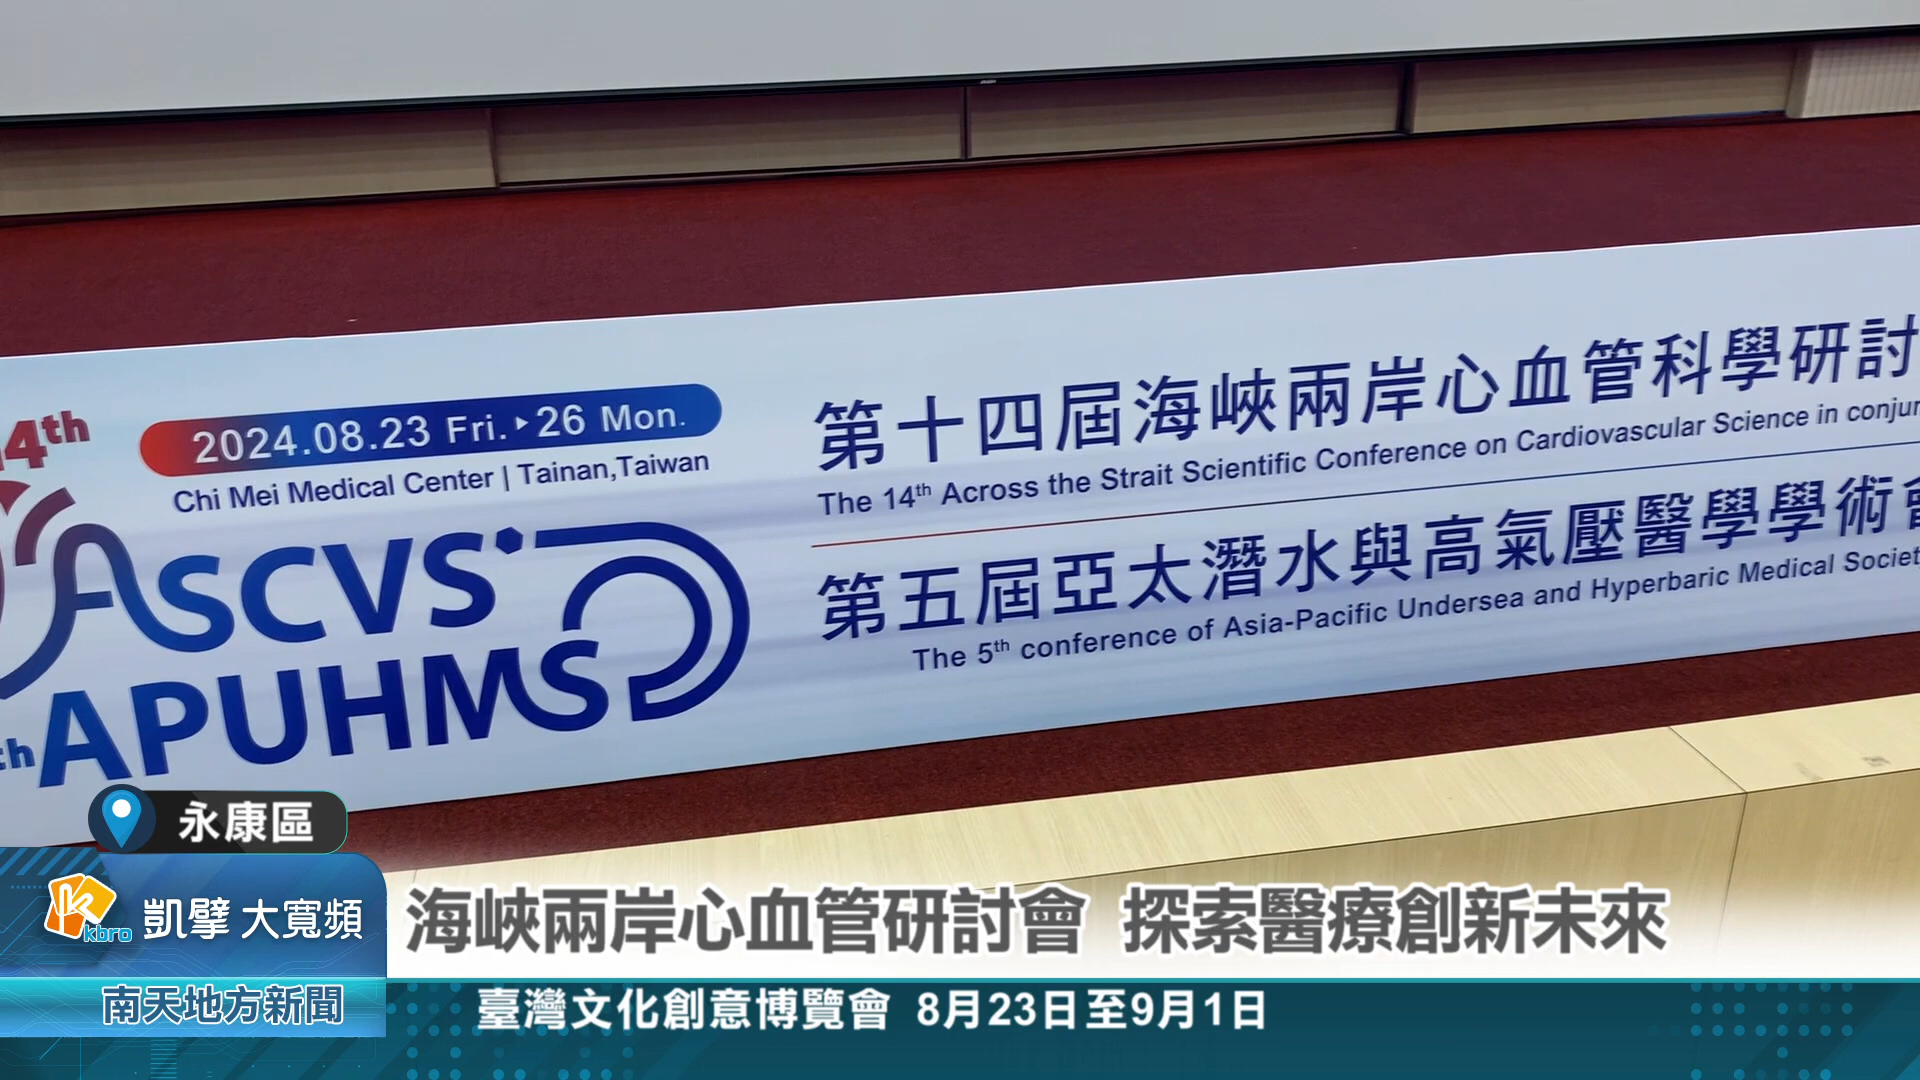 14th
2024.08.23 Fri.▸26 Mon.
Chi Mei Medical Center | Tainan,Taiwan
ASCVS
APUHMS
第十四屆海峽兩岸心血管科學研討
The 14th Across the Strait Scientific Conference on Cardiovascular Science in
第五屆亞太潛水與高氣壓醫學學術會
The 5th conference of Asia-Pacific Undersea and Hyperbaric Medical
永康區
kbro 凱擘 大寬頻
海峽兩岸心血管研討會 探索醫療創新未來
南天地方新聞
臺灣文化創意博覽會 8月23日至9月1日